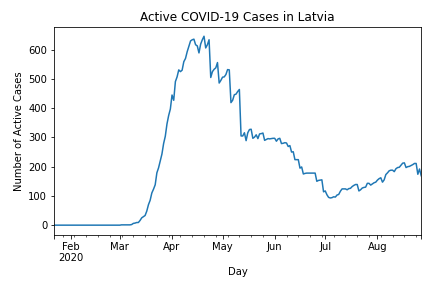 Active COVID-19 Cases in Latvia
Number of Active Cases
600
500
400
300
200
100
0
Feb Mar Apr May Jun Jul Aug
2020
Day